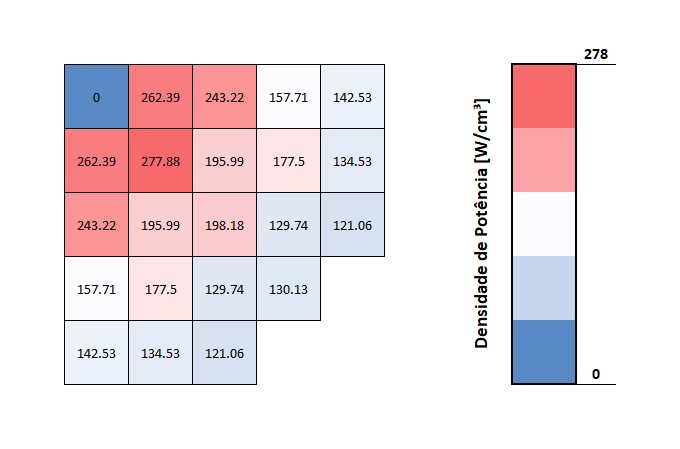 278
0 262.39 243.22 157.71 142.53
262.39 277.88 195.99 177.5 134.53
243.22 195.99 198.18 129.74 121.06
157.71 177.5 129.74 130.13
142.53 134.53 121.06
Densidade de Potência [W/cm³]
0